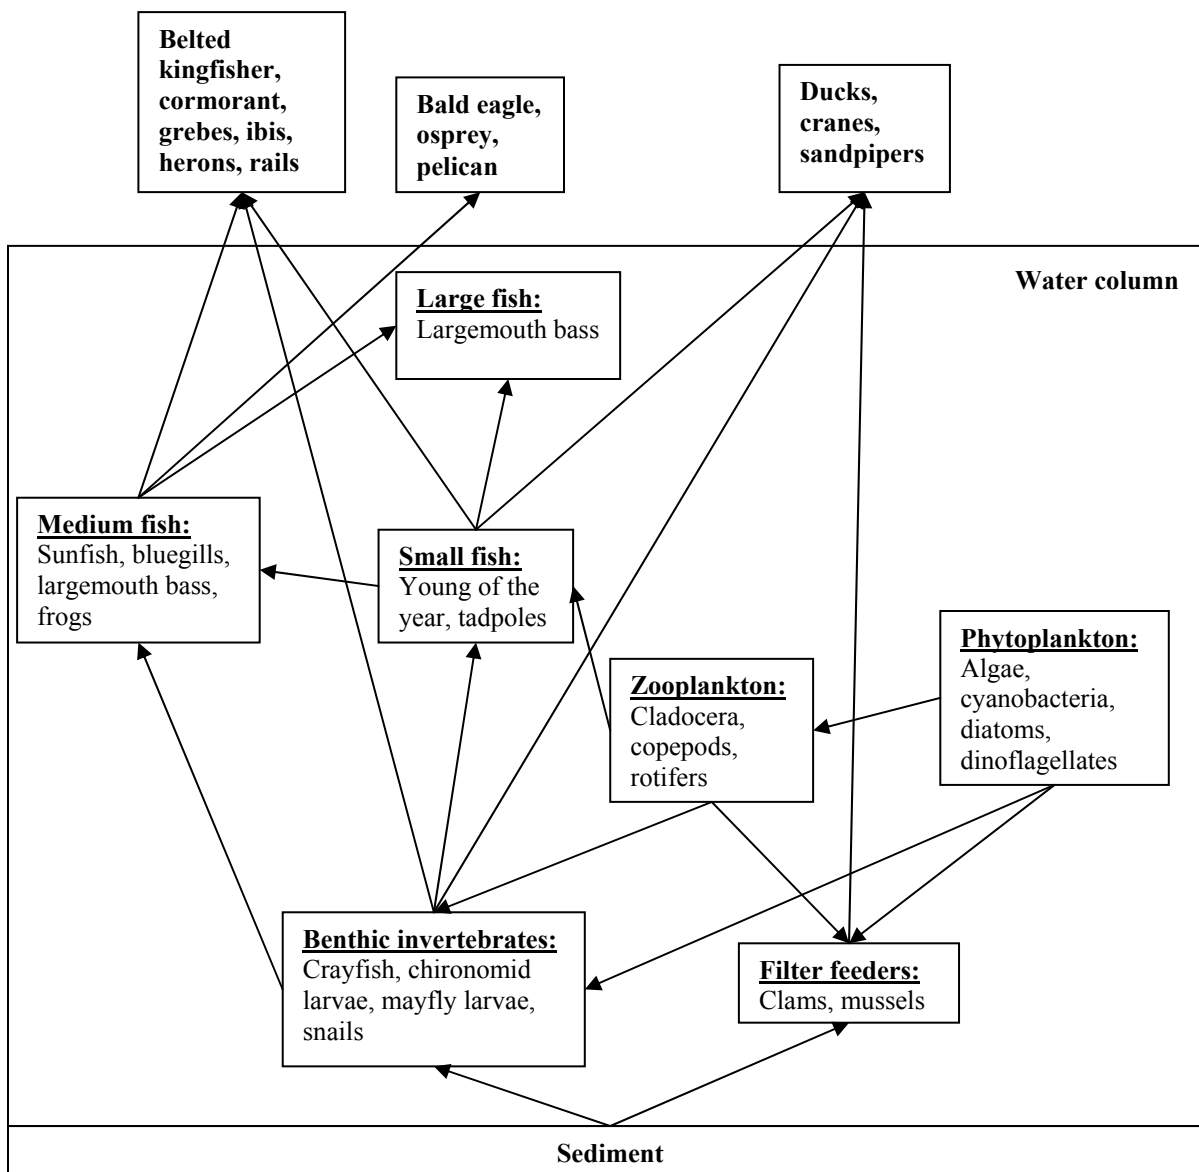 Belted
kingfisher,
cormorant,
grebes, ibis,
herons, rails
Bald eagle,
osprey,
pelican
Ducks,
cranes,
sandpipers
Water column
Large fish:
Largemouth bass
Medium fish:
Sunfish, bluegills,
largemouth bass,
frogs
Small fish:
Young of the
year, tadpoles
Zooplankton:
Cladocera,
copepods,
rotifers
Phytoplankton:
Algae,
cyanobacteria,
diatoms,
dinoflagellates
Benthic invertebrates:
Crayfish, chironomid
larvae, mayfly larvae,
snails
Filter feeders:
Clams, mussels
Sediment